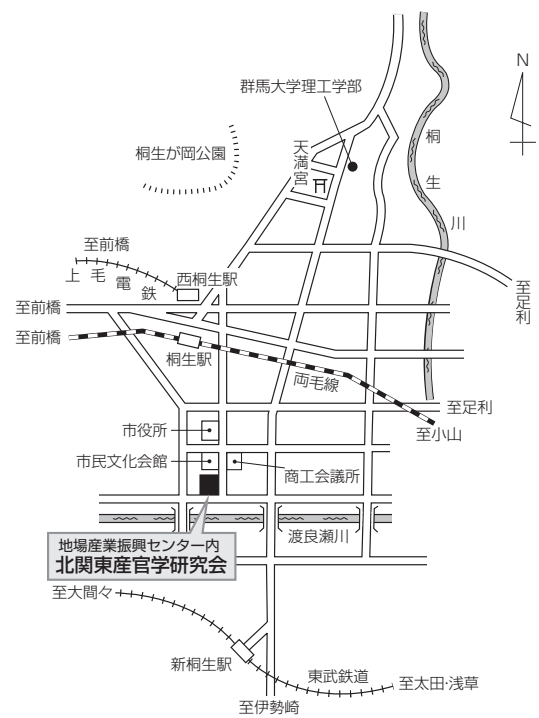 N
群馬大学理工学部
桐生川
桐生が岡公園
天満宮
至前橋
上毛電鉄
西桐生駅
至足利
至前橋
至前橋
桐生駅
両毛線
至足利
至小山
市役所
市民文化会館
商工会議所
渡良瀬川
地場産業振興センター内
北関東産官学研究会
至大間々
新桐生駅
東武鉄道
至太田・浅草
至伊勢崎